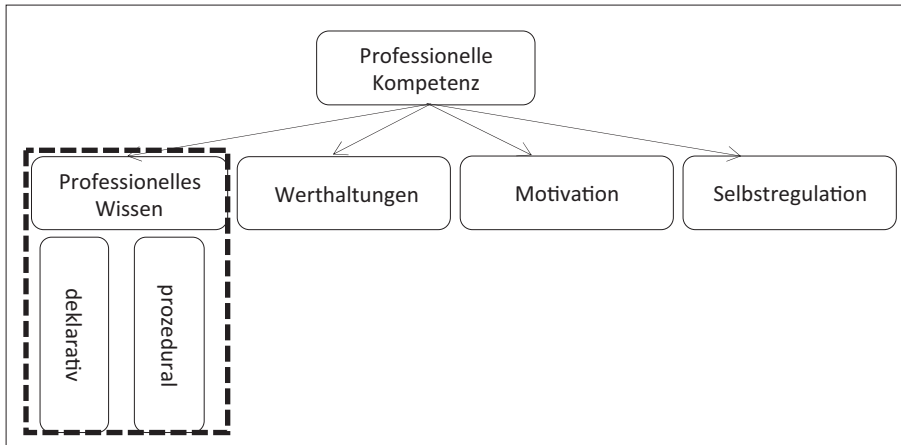 Professionelle
Kompetenz
Professionelles
Wissen
Werthaltungen
Motivation
Selbstregulation
deklarativ
prozedural